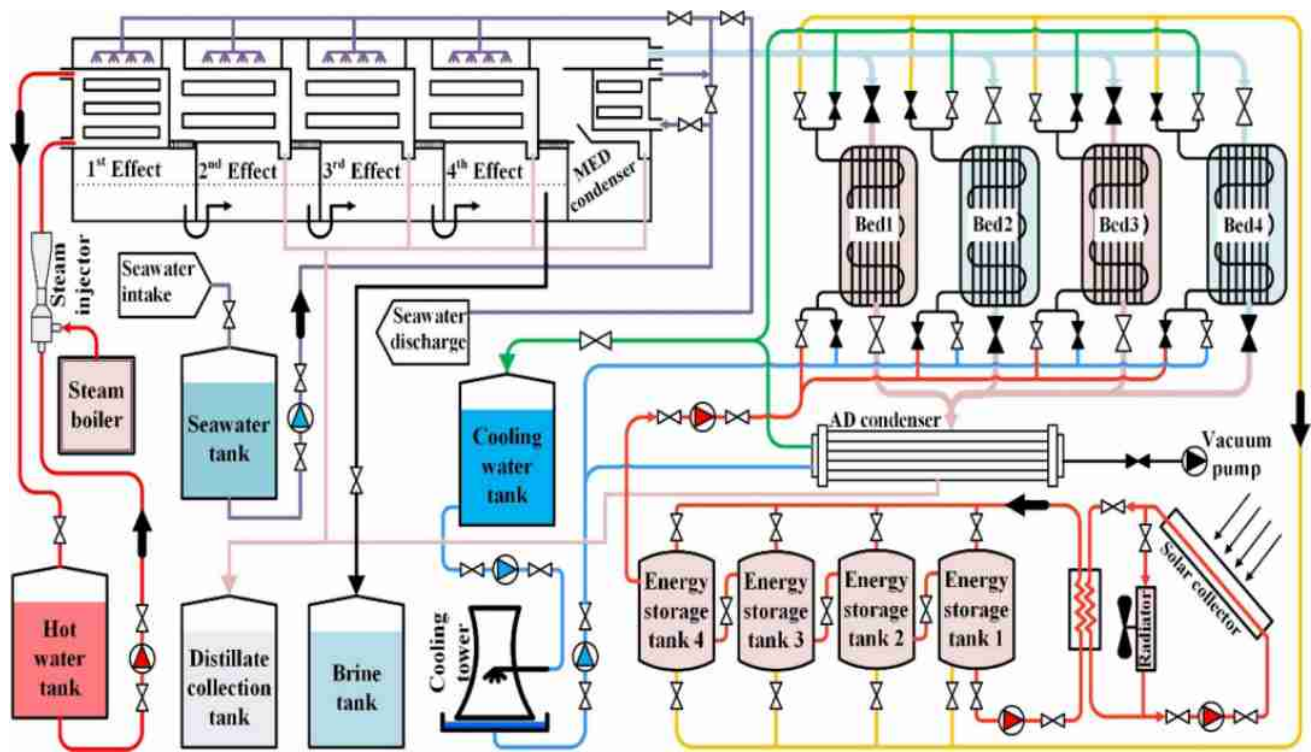 1st Effect
2nd Effect
3rd Effect
4th Effect
MED
condenser
Bed1
Bed2
Bed3
Bed4
Steam
injector
Seawater
intake
Seawater
discharge
Steam
boiler
Seawater
tank
Cooling
water
tank
AD condenser
Vacuum
pump
Solar collector
Radiator
Energy
storage
tank 4
Energy
storage
tank 3
Energy
storage
tank 2
Energy
storage
tank 1
Hot
water
tank
Distillate
collection
tank
Brine
tank
Cooling
tower